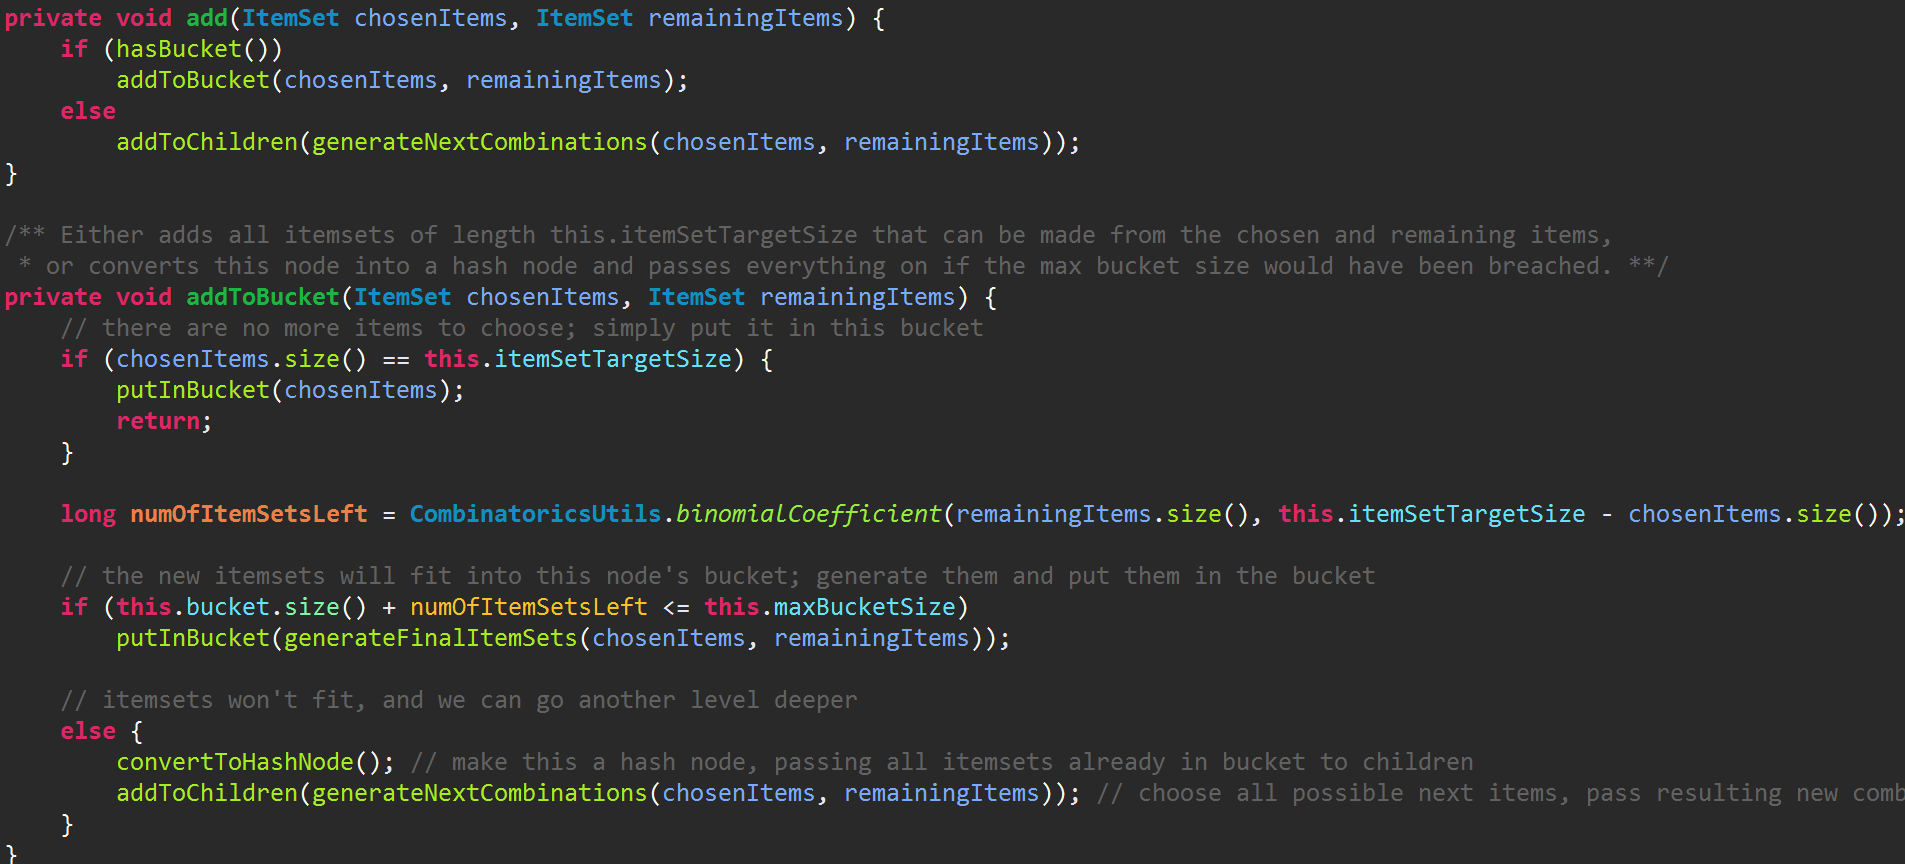 private void add(ItemSet chosenItems, ItemSet remainingItems) {
    if (hasBucket())
        addToBucket(chosenItems, remainingItems);
    else
        addToChildren(generateNextCombinations(chosenItems, remainingItems));
}

/** Either adds all itemsets of length this.itemSetTargetSize that can be made from the chosen and remaining items,
 * or converts this node into a hash node and passes everything on if the max bucket size would have been breached. **/
private void addToBucket(ItemSet chosenItems, ItemSet remainingItems) {
    // there are no more items to choose; simply put it in this bucket
    if (chosenItems.size() == this.itemSetTargetSize) {
        putInBucket(chosenItems);
        return;
    }

    long numOfItemSetsLeft = CombinatoricsUtils.binomialCoefficient(remainingItems.size(), this.itemSetTargetSize - chosenItems.size());

    // the new itemsets will fit into this node's bucket; generate them and put them in the bucket
    if (this.bucket.size() + numOfItemSetsLeft <= this.maxBucketSize)
        putInBucket(generateFinalItemSets(chosenItems, remainingItems));

    // itemsets won't fit, and we can go another level deeper
    else {
        convertToHashNode(); // make this a hash node, passing all itemsets already in bucket to children
        addToChildren(generateNextCombinations(chosenItems, remainingItems)); // choose all possible next items, pass resulting new comb
    }
}